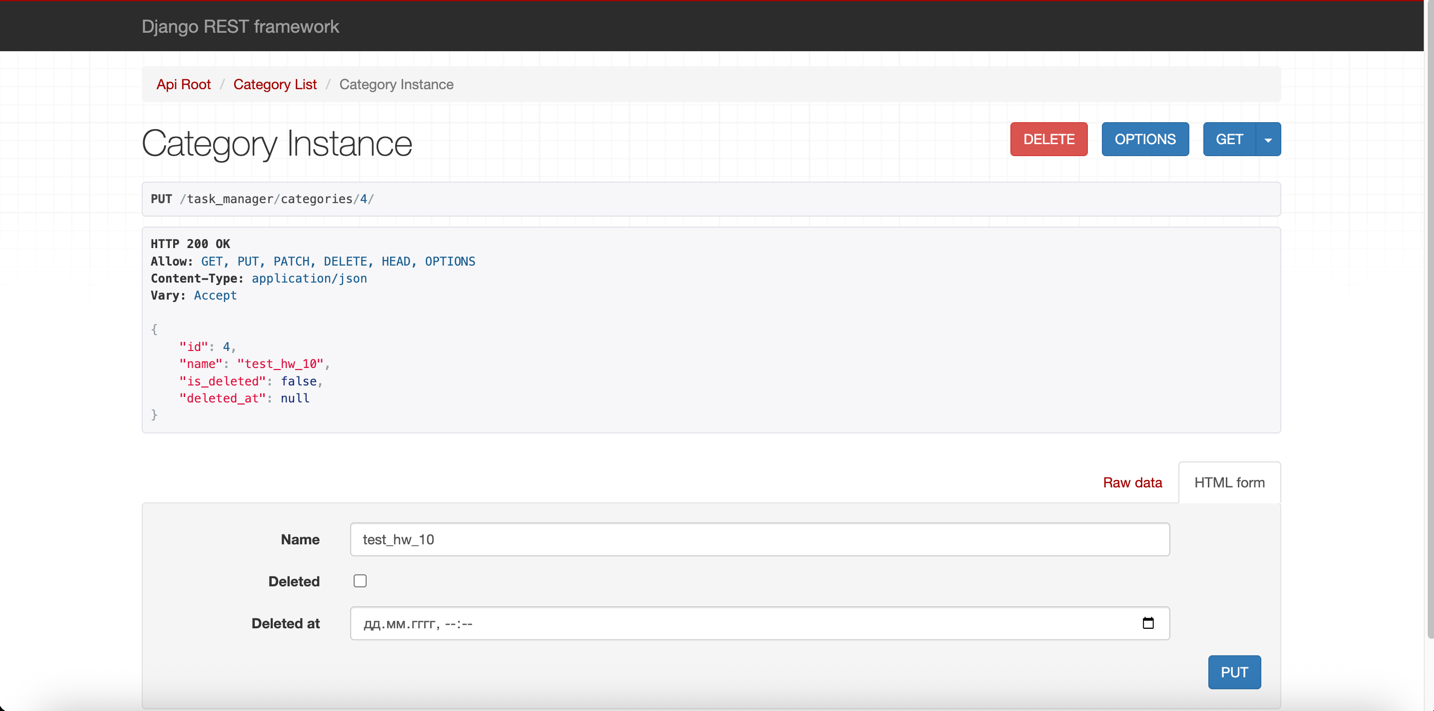 Django REST framework
Api Root / Category List / Category Instance
Category Instance
DELETE OPTIONS GET
PUT /task_manager/categories/4/
HTTP 200 OK
Allow: GET, PUT, PATCH, DELETE, HEAD, OPTIONS
Content-Type: application/json
Vary: Accept
{
"id": 4,
"name": "test_hw_10",
"is_deleted": false,
"deleted_at": null
}
Raw data HTML form
Name test_hw_10
Deleted
Deleted at дд.мм.гггг, --:--
PUT